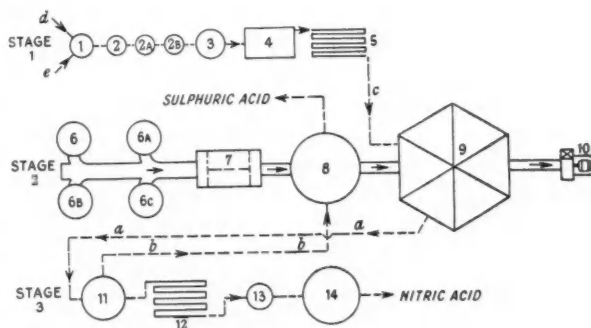 d
STAGE 1
e
1
2
2A
2B
3
4
5
c
SULPHURIC ACID
STAGE 2
6
6A
6B
6C
7
8
9
10
a
a
b
b
STAGE 3
11
12
13
14
NITRIC ACID